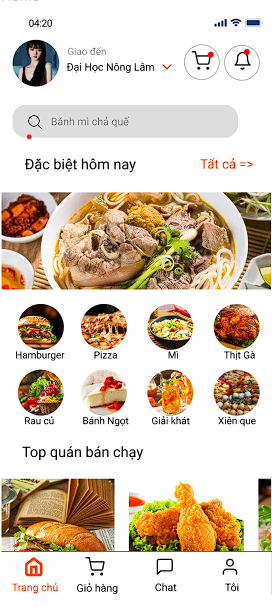 04:20
Giao đến
Đại Học Nông Lâm
Bánh mì chả quế
Đặc biệt hôm nay
Tất cả =>
Hamburger
Pizza
Mì
Thịt Gà
Rau củ
Bánh Ngọt
Giải khát
Xiên que
Top quán bán chạy
Trang chủ
Giỏ hàng
Chat
Tôi